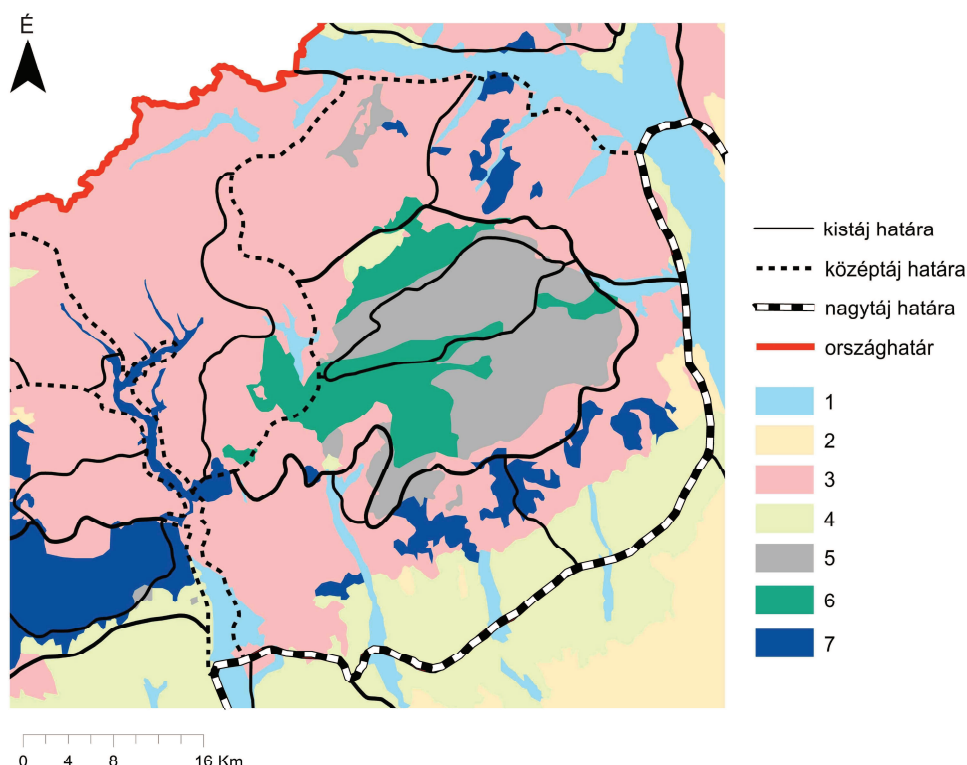 É
kistáj határa
középtáj határa
nagytáj határa
országhatár
1
2
3
4
5
6
7
0 4 8 16 Km